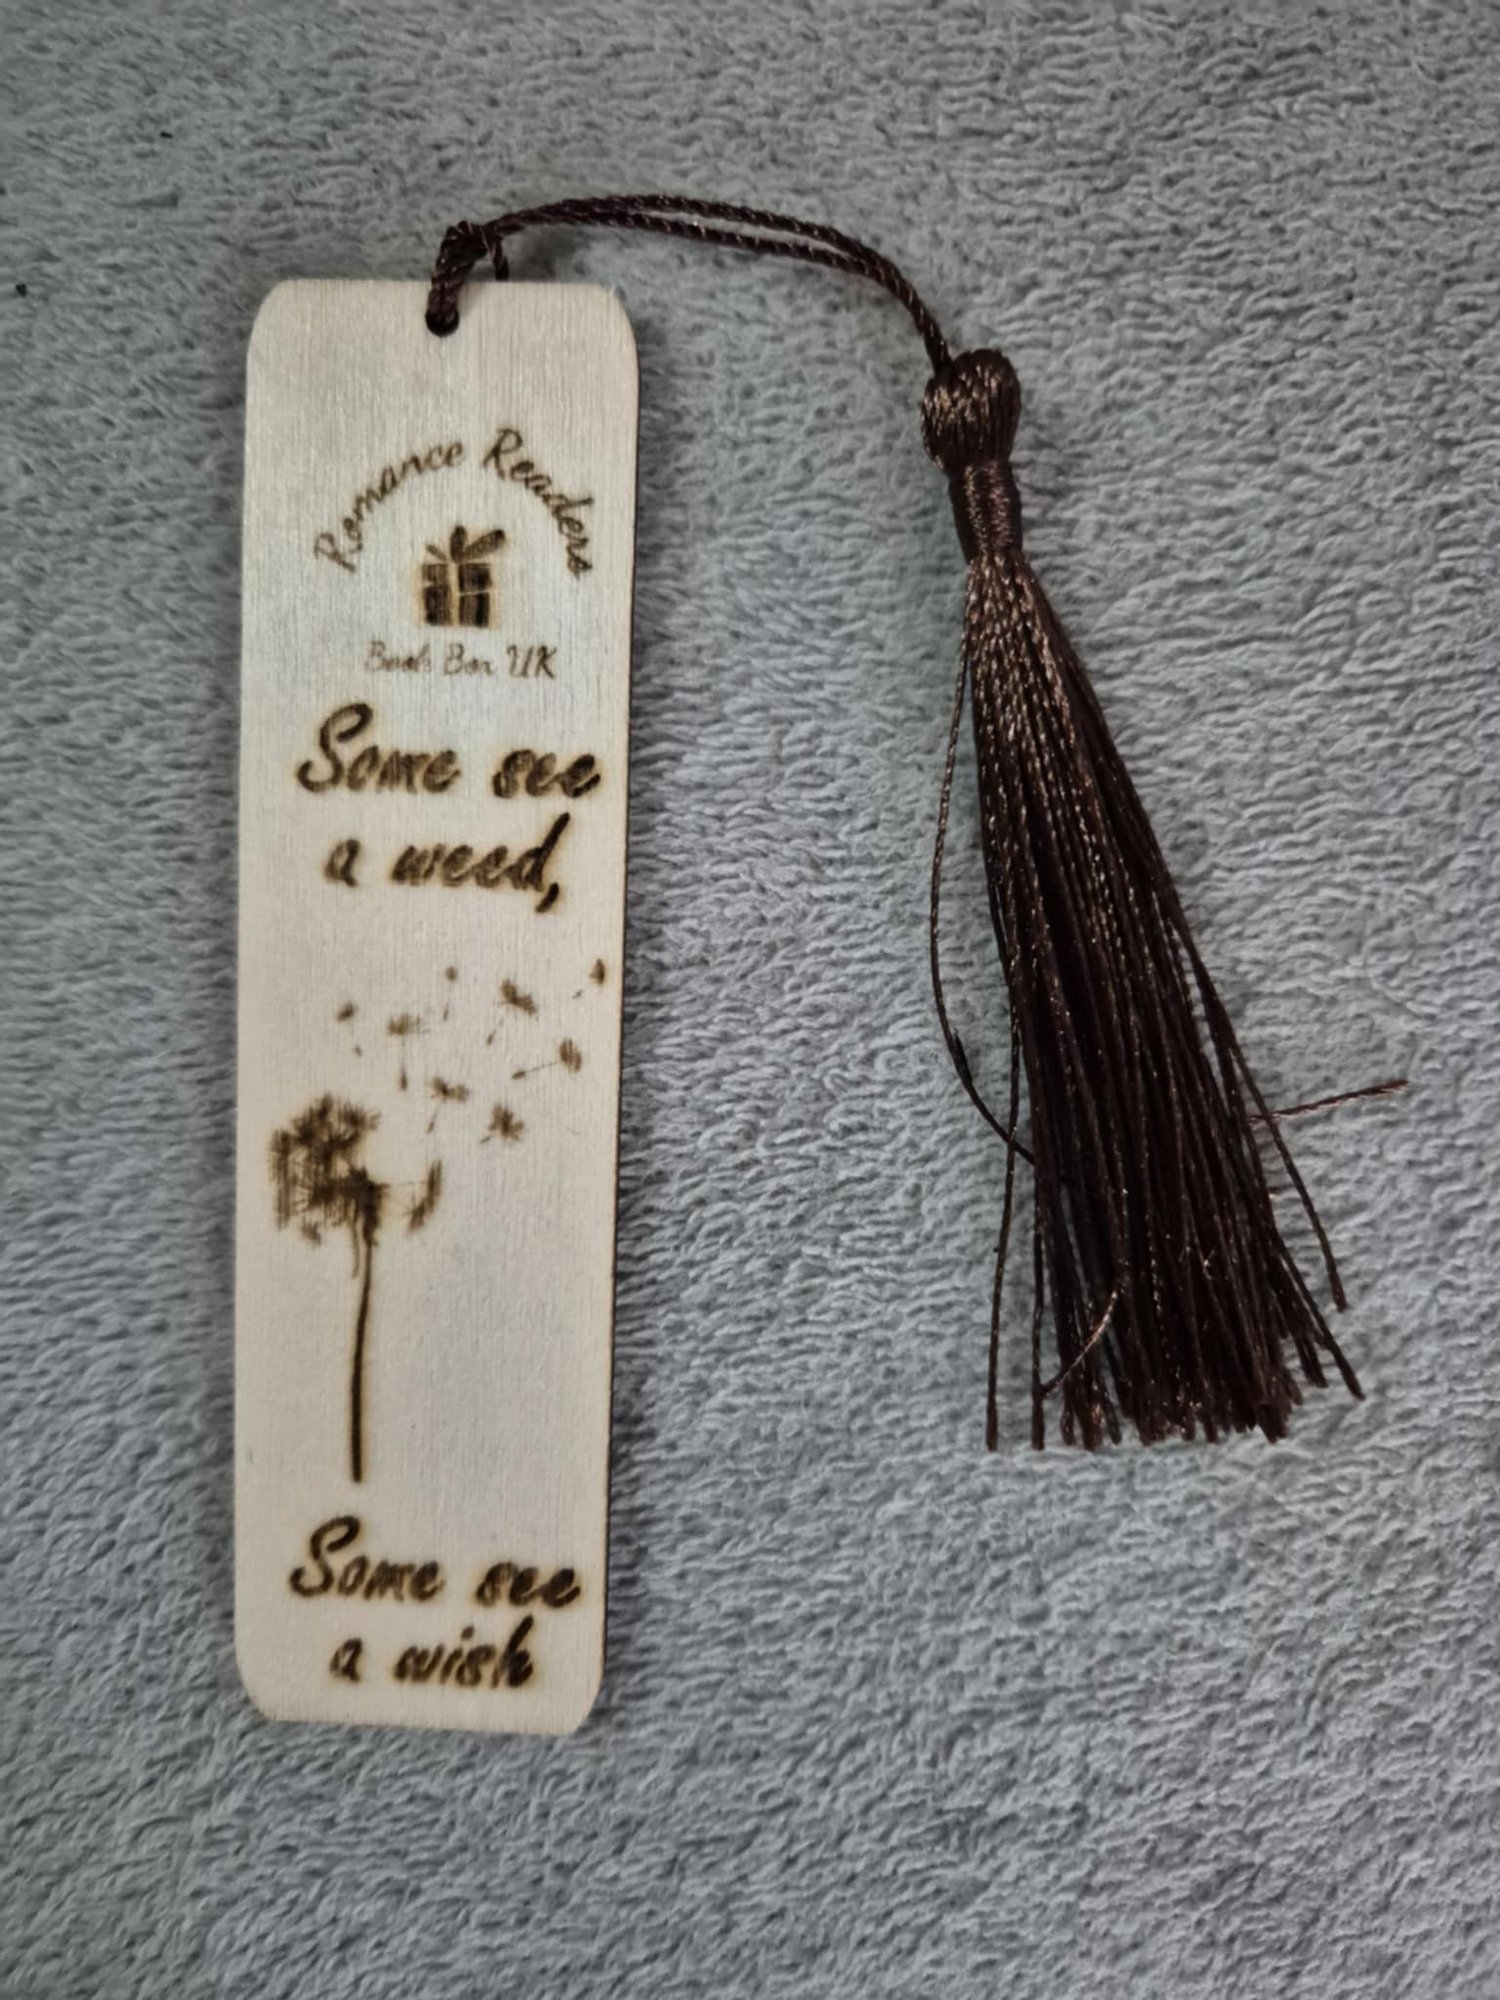 Romance Readers
Book Box UK
Some see
a weed,
Some see
a wish